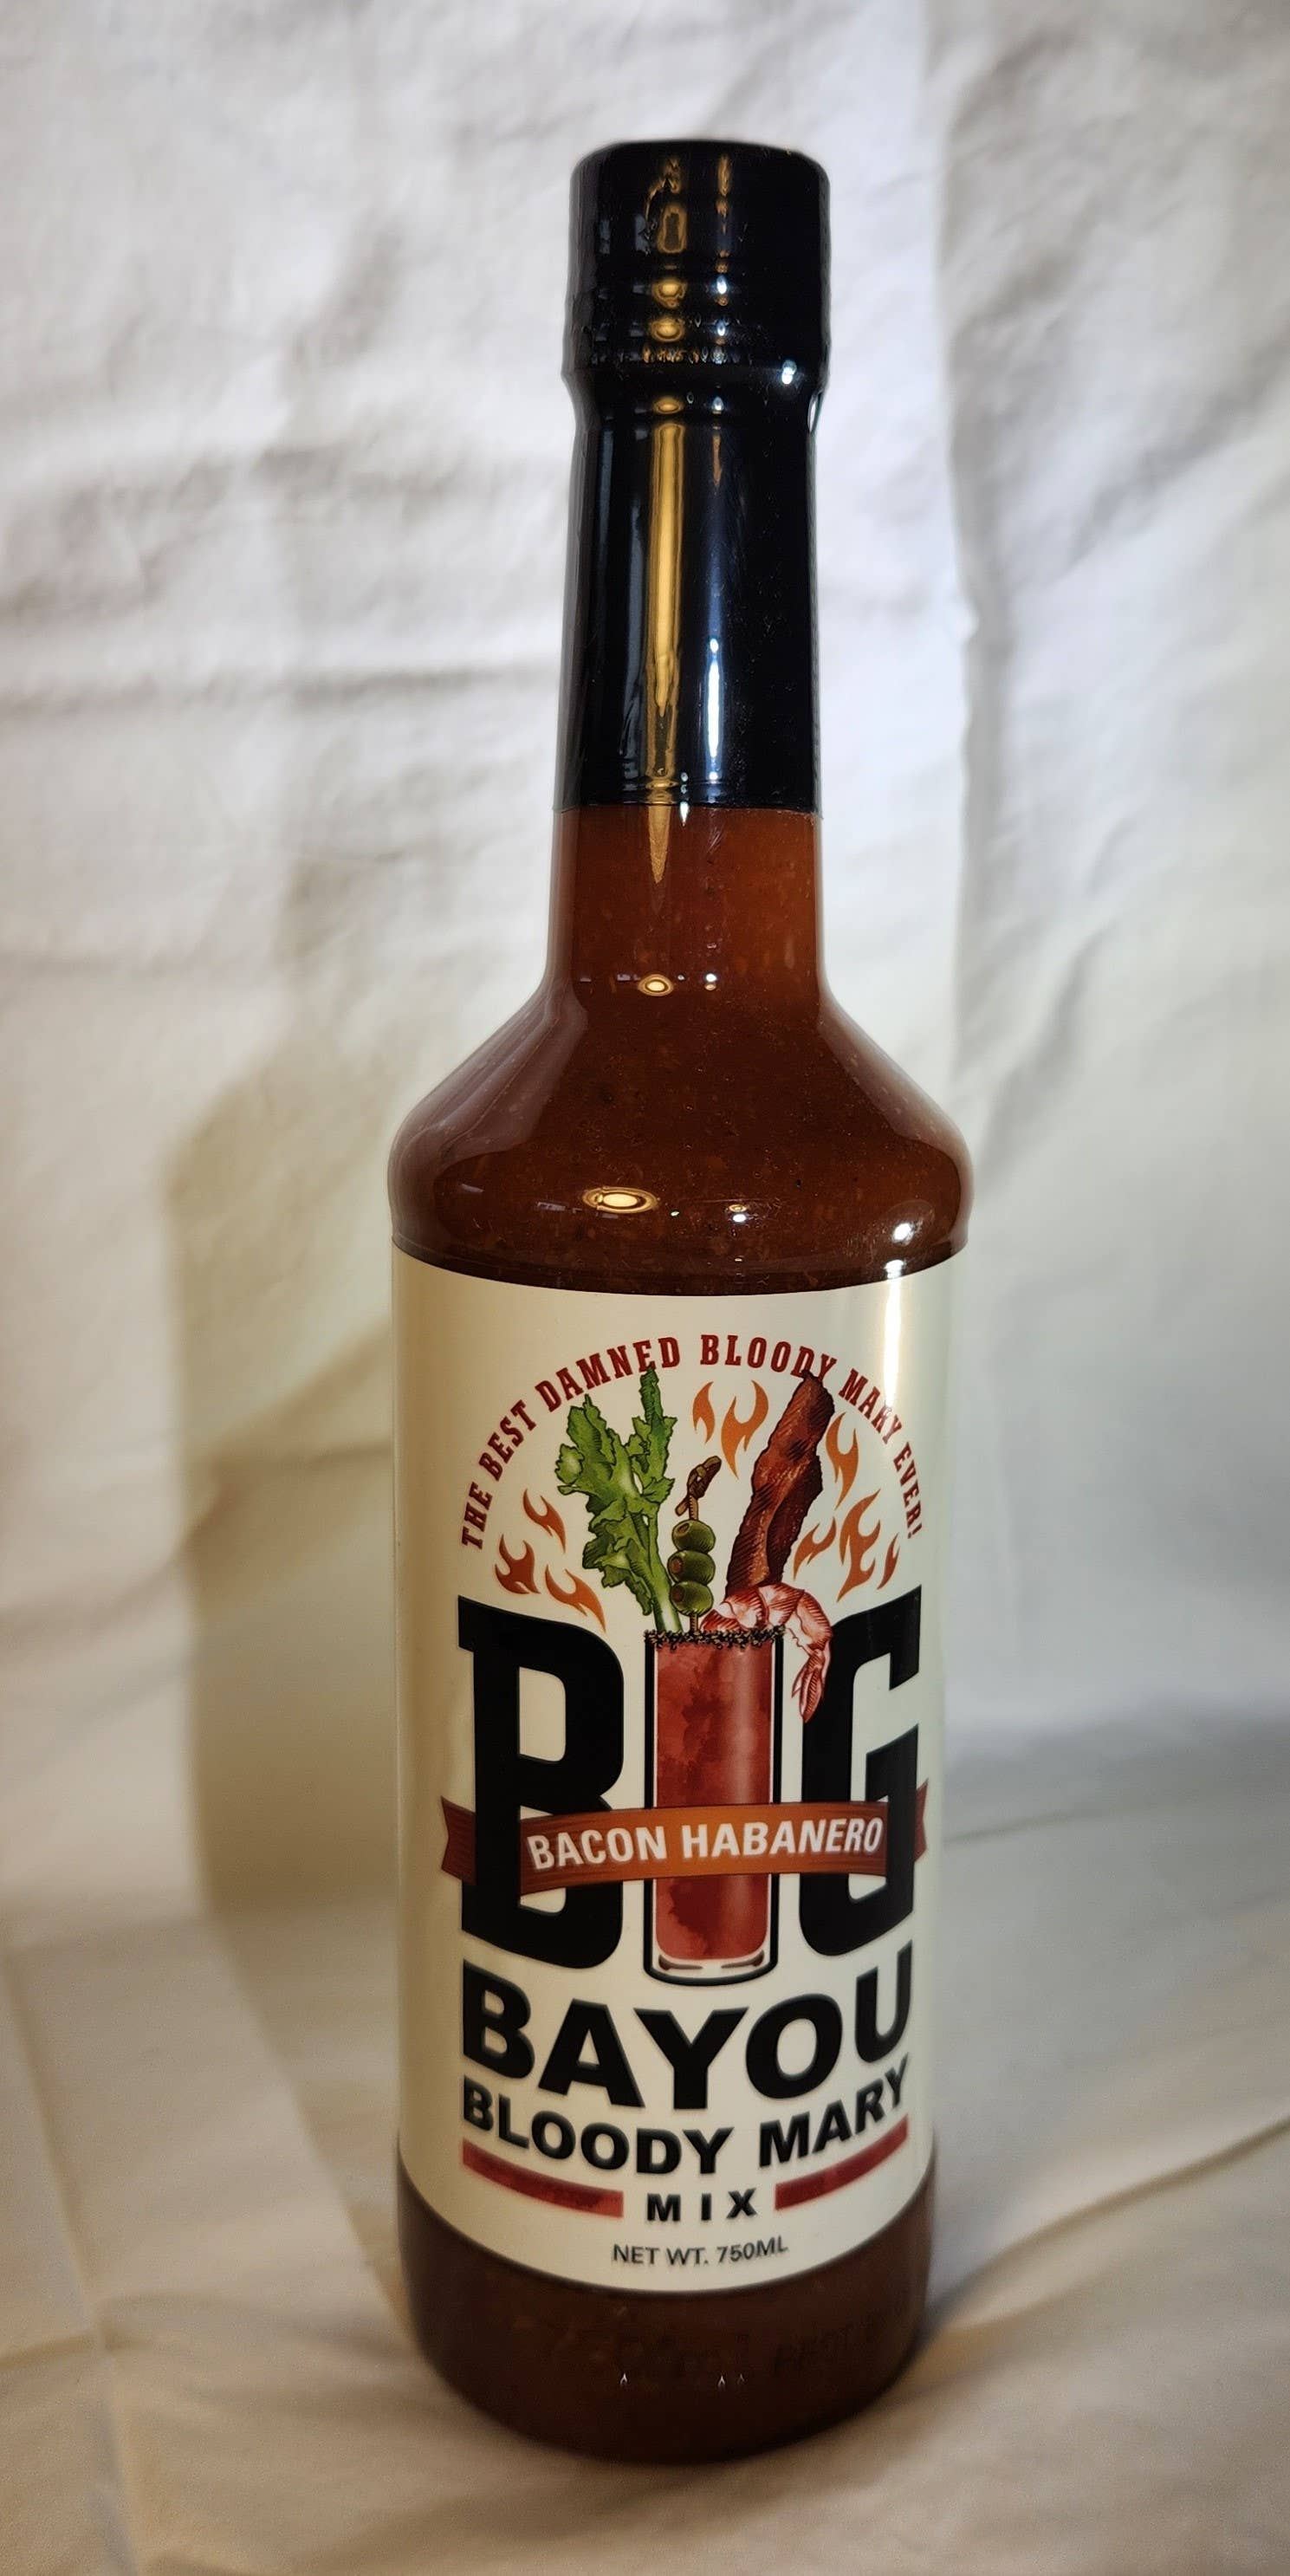 THE BEST DAMNED BLOODY MARY EVER!
BIG
BACON HABANERO
BAYOU
BLOODY MARY
MIX
NET WT. 750ML